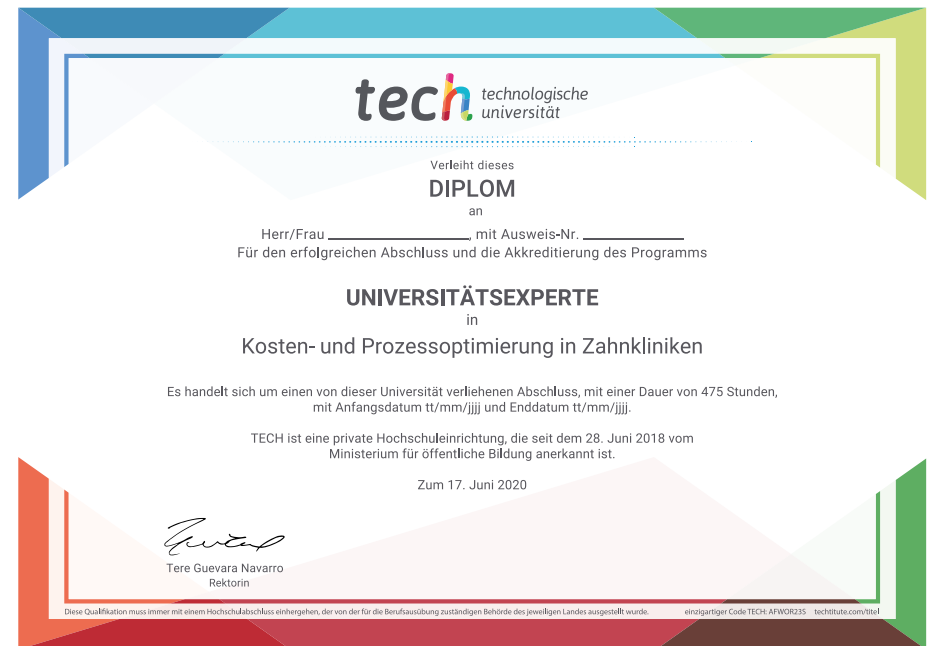 tech technologische
universität
Verleiht dieses
DIPLOM
an
Herr/Frau ____________, mit Ausweis-Nr. ____________
Für den erfolgreichen Abschluss und die Akkreditierung des Programms
UNIVERSITÄTSEXPERTE
in
Kosten- und Prozessoptimierung in Zahnkliniken
Es handelt sich um einen von dieser Universität verliehenen Abschluss, mit einer Dauer von 475 Stunden,
mit Anfangsdatum tt/mm/jjjj und Enddatum tt/mm/jjjj.
TECH ist eine private Hochschuleinrichtung, die seit dem 28. Juni 2018 vom
Ministerium für öffentliche Bildung anerkannt ist.
Zum 17. Juni 2020
Tere Guevara Navarro
Rektorin
Diese Qualifikation muss immer mit einem Hochschulabschluss einhergehen, der von der für die Berufsausübung zuständigen Behörde des jeweiligen Landes ausgestellt wurde. einzigartiger Code TECH: AFWOR23S techtitute.com/titel